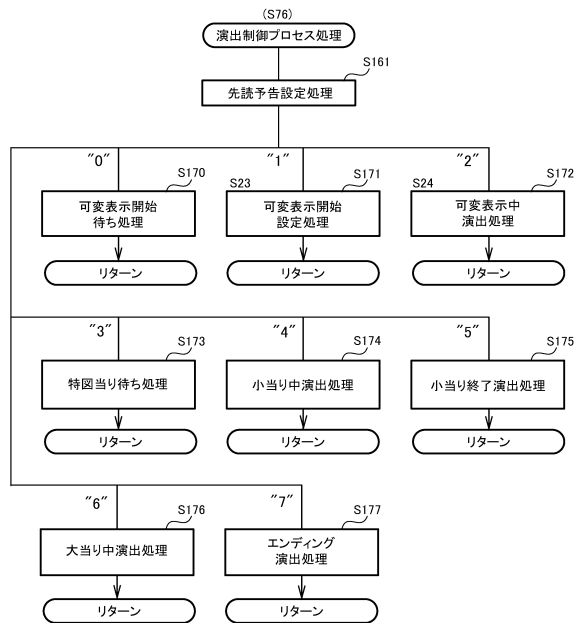 (S76)
演出制御プロセス処理
S161
先読予告設定処理
"0"
"1"
"2"
S170
S23
S171
S24
S172
可変表示開始
待ち処理
可変表示開始
設定処理
可変表示中
演出処理
リターン
リターン
リターン
"3"
"4"
"5"
S173
S174
S175
特図当り待ち処理
小当り中演出処理
小当り終了演出処理
リターン
リターン
リターン
"6"
"7"
S176
S177
大当り中演出処理
エンディング
演出処理
リターン
リターン